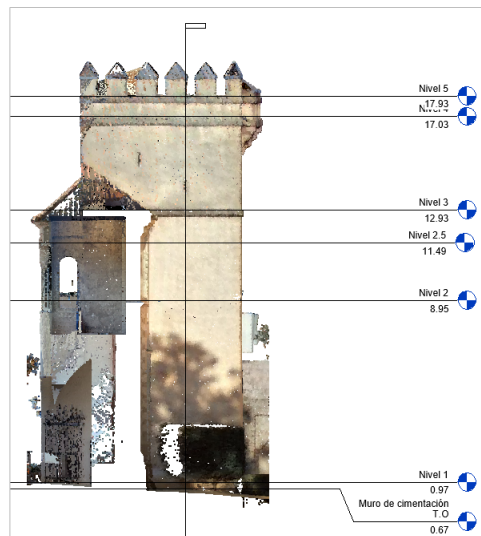 Nivel 5
17.93
Nivel 4
17.03
Nivel 3
12.93
Nivel 2.5
11.49
Nivel 2
8.95
Nivel 1
0.97
Muro de cimentación
T.O
0.67